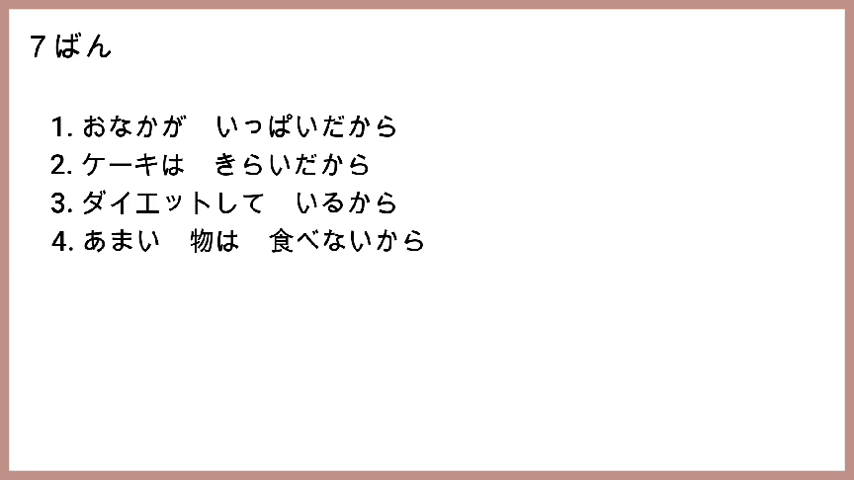 ７ばん
1. おなかが　いっぱいだから
2. ケーキは　きらいだから
3. ダイエットして　いるから
4. あまい　物は　食べないから